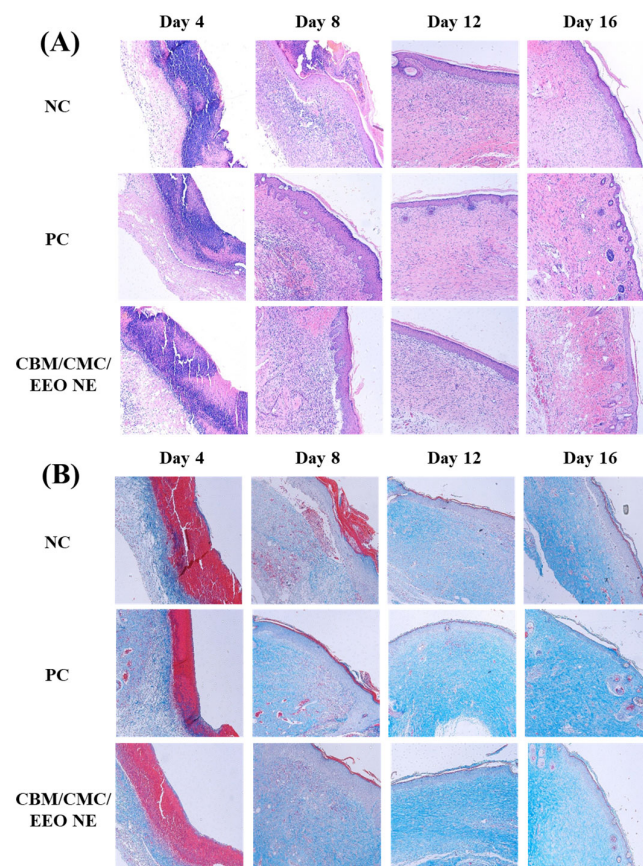 Day 4 Day 8 Day 12 Day 16
(A)
NC
PC
CBM/CMC/
EEO NE
Day 4 Day 8 Day 12 Day 16
(B)
NC
PC
CBM/CMC/
EEO NE